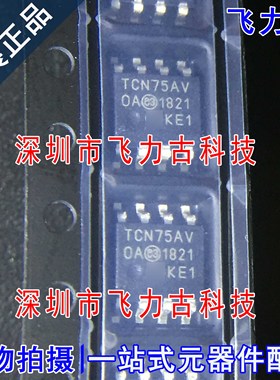 装正品
飞力古
TCN75AV
OA 1821
KE1
深圳市飞力古科技
TCN75AV
OA 1821
KE1
深圳市飞力古科技
物拍摄 一站式元器件配